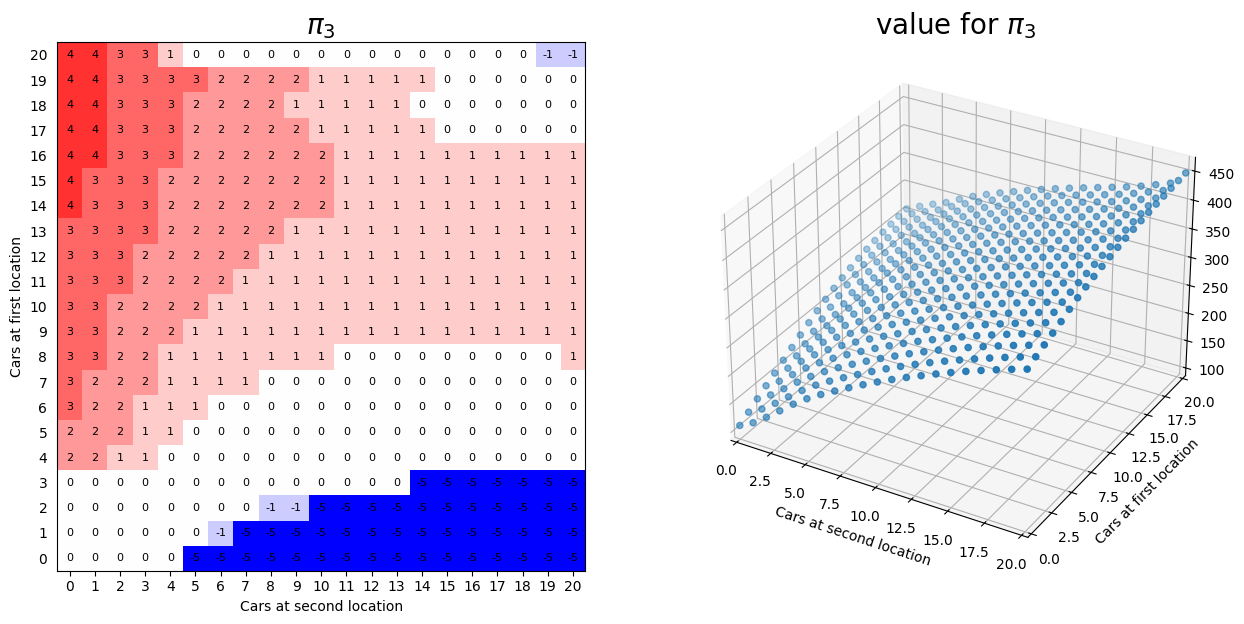 π3
20 4 4 3 3 1 0 0 0 0 0 0 0 0 0 0 0 0 0 0 -1 -1
19 4 4 3 3 3 3 2 2 2 2 1 1 1 1 1 0 0 0 0 0 0
18 4 4 3 3 3 2 2 2 2 1 1 1 1 1 0 0 0 0 0 0 0
17 4 4 3 3 3 2 2 2 2 2 1 1 1 1 1 0 0 0 0 0 0
16 4 4 3 3 3 2 2 2 2 2 2 1 1 1 1 1 1 1 1 1 1
15 4 3 3 3 2 2 2 2 2 2 2 1 1 1 1 1 1 1 1 1 1
14 4 3 3 3 2 2 2 2 2 2 2 1 1 1 1 1 1 1 1 1 1
13 3 3 3 3 2 2 2 2 2 1 1 1 1 1 1 1 1 1 1 1 1
12 3 3 3 2 2 2 2 2 1 1 1 1 1 1 1 1 1 1 1 1 1
11 3 3 3 2 2 2 2 1 1 1 1 1 1 1 1 1 1 1 1 1 1
10 3 3 2 2 2 2 1 1 1 1 1 1 1 1 1 1 1 1 1 1 1
9 3 3 2 2 2 1 1 1 1 1 1 1 1 1 1 1 1 1 1 1 1
8 3 3 2 2 1 1 1 1 1 1 1 0 0 0 0 0 0 0 0 0 1
7 3 2 2 2 1 1 1 1 0 0 0 0 0 0 0 0 0 0 0 0 0
6 3 2 2 1 1 1 0 0 0 0 0 0 0 0 0 0 0 0 0 0 0
5 2 2 2 1 1 0 0 0 0 0 0 0 0 0 0 0 0 0 0 0 0
4 2 2 1 1 0 0 0 0 0 0 0 0 0 0 0 0 0 0 0 0 0
3 0 0 0 0 0 0 0 0 0 0 0 0 0 0 -5 -5 -5 -5 -5 -5 -5
2 0 0 0 0 0 0 0 0 -1 -1 -5 -5 -5 -5 -5 -5 -5 -5 -5 -5 -5
1 0 0 0 0 0 0 -1 -5 -5 -5 -5 -5 -5 -5 -5 -5 -5 -5 -5 -5 -5
0 0 0 0 0 0 -5 -5 -5 -5 -5 -5 -5 -5 -5 -5 -5 -5 -5 -5 -5 -5
0 1 2 3 4 5 6 7 8 9 10 11 12 13 14 15 16 17 18 19 20
Cars at second location
Cars at first location
value for π3
450
400
350
300
250
200
150
100
0.0 2.5 5.0 7.5 10.0 12.5 15.0 17.5 20.0
Cars at second location
0.0 2.5 5.0 7.5 10.0 12.5 15.0 17.5 20.0
Cars at first location